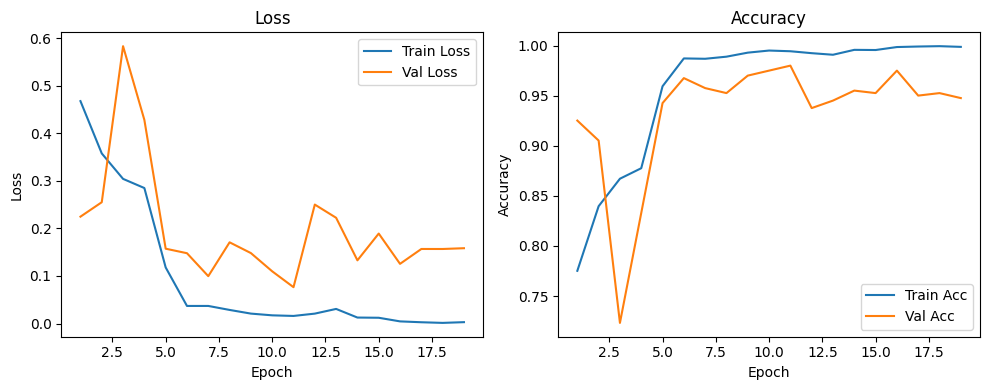 Loss
Train Loss
Val Loss
Loss
0.6
0.5
0.4
0.3
0.2
0.1
0.0
2.5 5.0 7.5 10.0 12.5 15.0 17.5
Epoch
Accuracy
Accuracy
1.00
0.95
0.90
0.85
0.80
0.75
Train Acc
Val Acc
2.5 5.0 7.5 10.0 12.5 15.0 17.5
Epoch